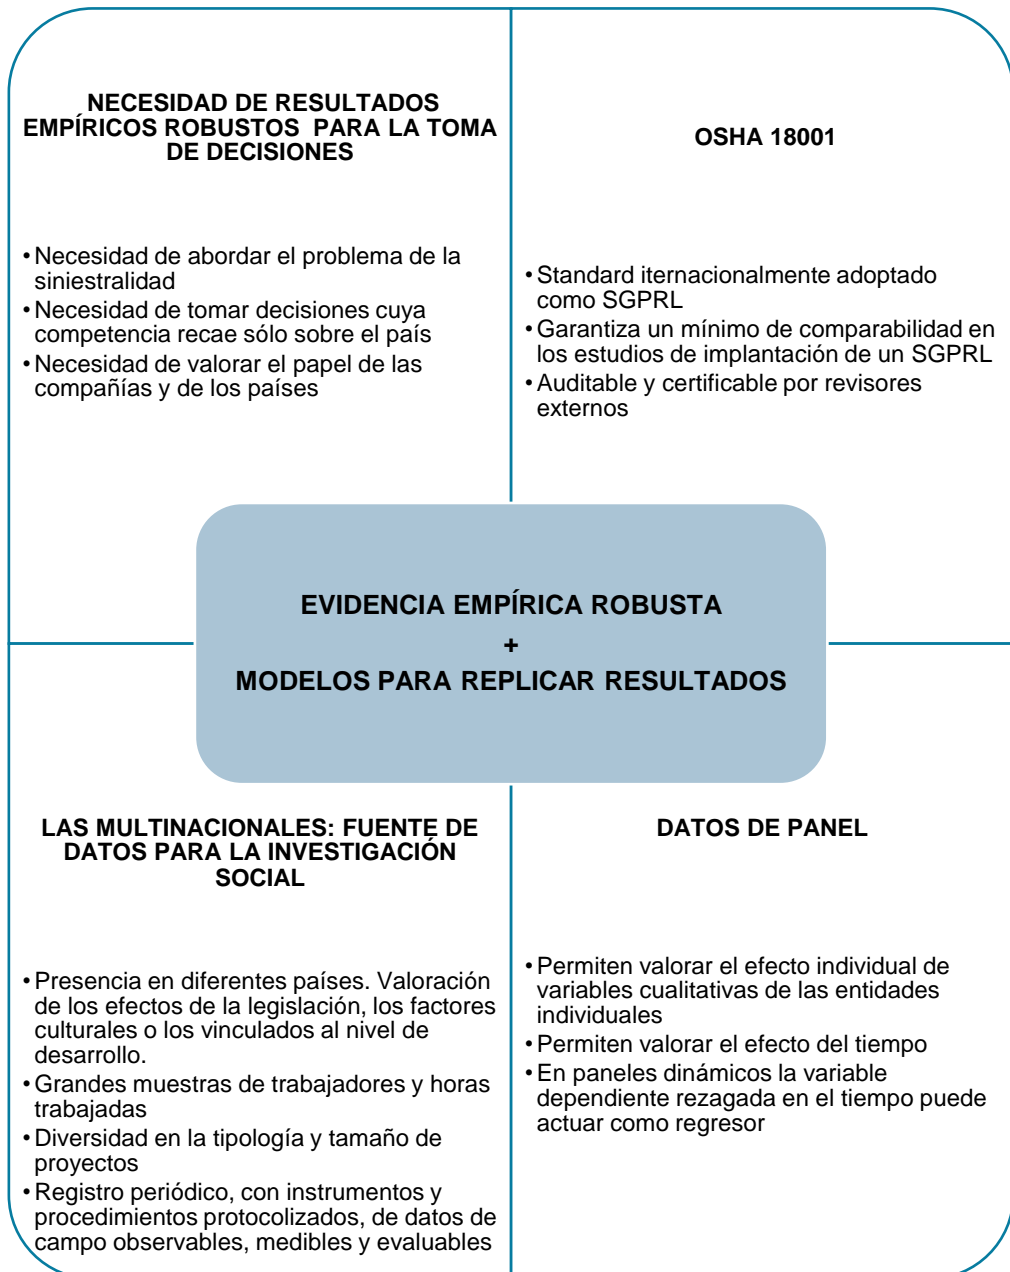 NECESIDAD DE RESULTADOS
EMPÍRICOS ROBUSTOS PARA LA TOMA
DE DECISIONES
• Necesidad de abordar el problema de la
siniestralidad
• Necesidad de tomar decisiones cuya
competencia recae sólo sobre el país
• Necesidad de valorar el papel de las
compañías y de los países
OSHA 18001
• Standard iternacionalmente adoptado
como SGPRL
• Garantiza un mínimo de comparabilidad en
los estudios de implantación de un SGPRL
• Auditable y certificable por revisores
externos
EVIDENCIA EMPÍRICA ROBUSTA
+
MODELOS PARA REPLICAR RESULTADOS
LAS MULTINACIONALES: FUENTE DE
DATOS PARA LA INVESTIGACIÓN
SOCIAL
• Presencia en diferentes países. Valoración
de los efectos de la legislación, los factores
culturales o los vinculados al nivel de
desarrollo.
• Grandes muestras de trabajadores y horas
trabajadas
• Diversidad en la tipología y tamaño de
proyectos
• Registro periódico, con instrumentos y
procedimientos protocolizados, de datos de
campo observables, medibles y evaluables
DATOS DE PANEL
• Permiten valorar el efecto individual de
variables cualitativas de las entidades
individuales
• Permiten valorar el efecto del tiempo
• En paneles dinámicos la variable
dependiente rezagada en el tiempo puede
actuar como regresor